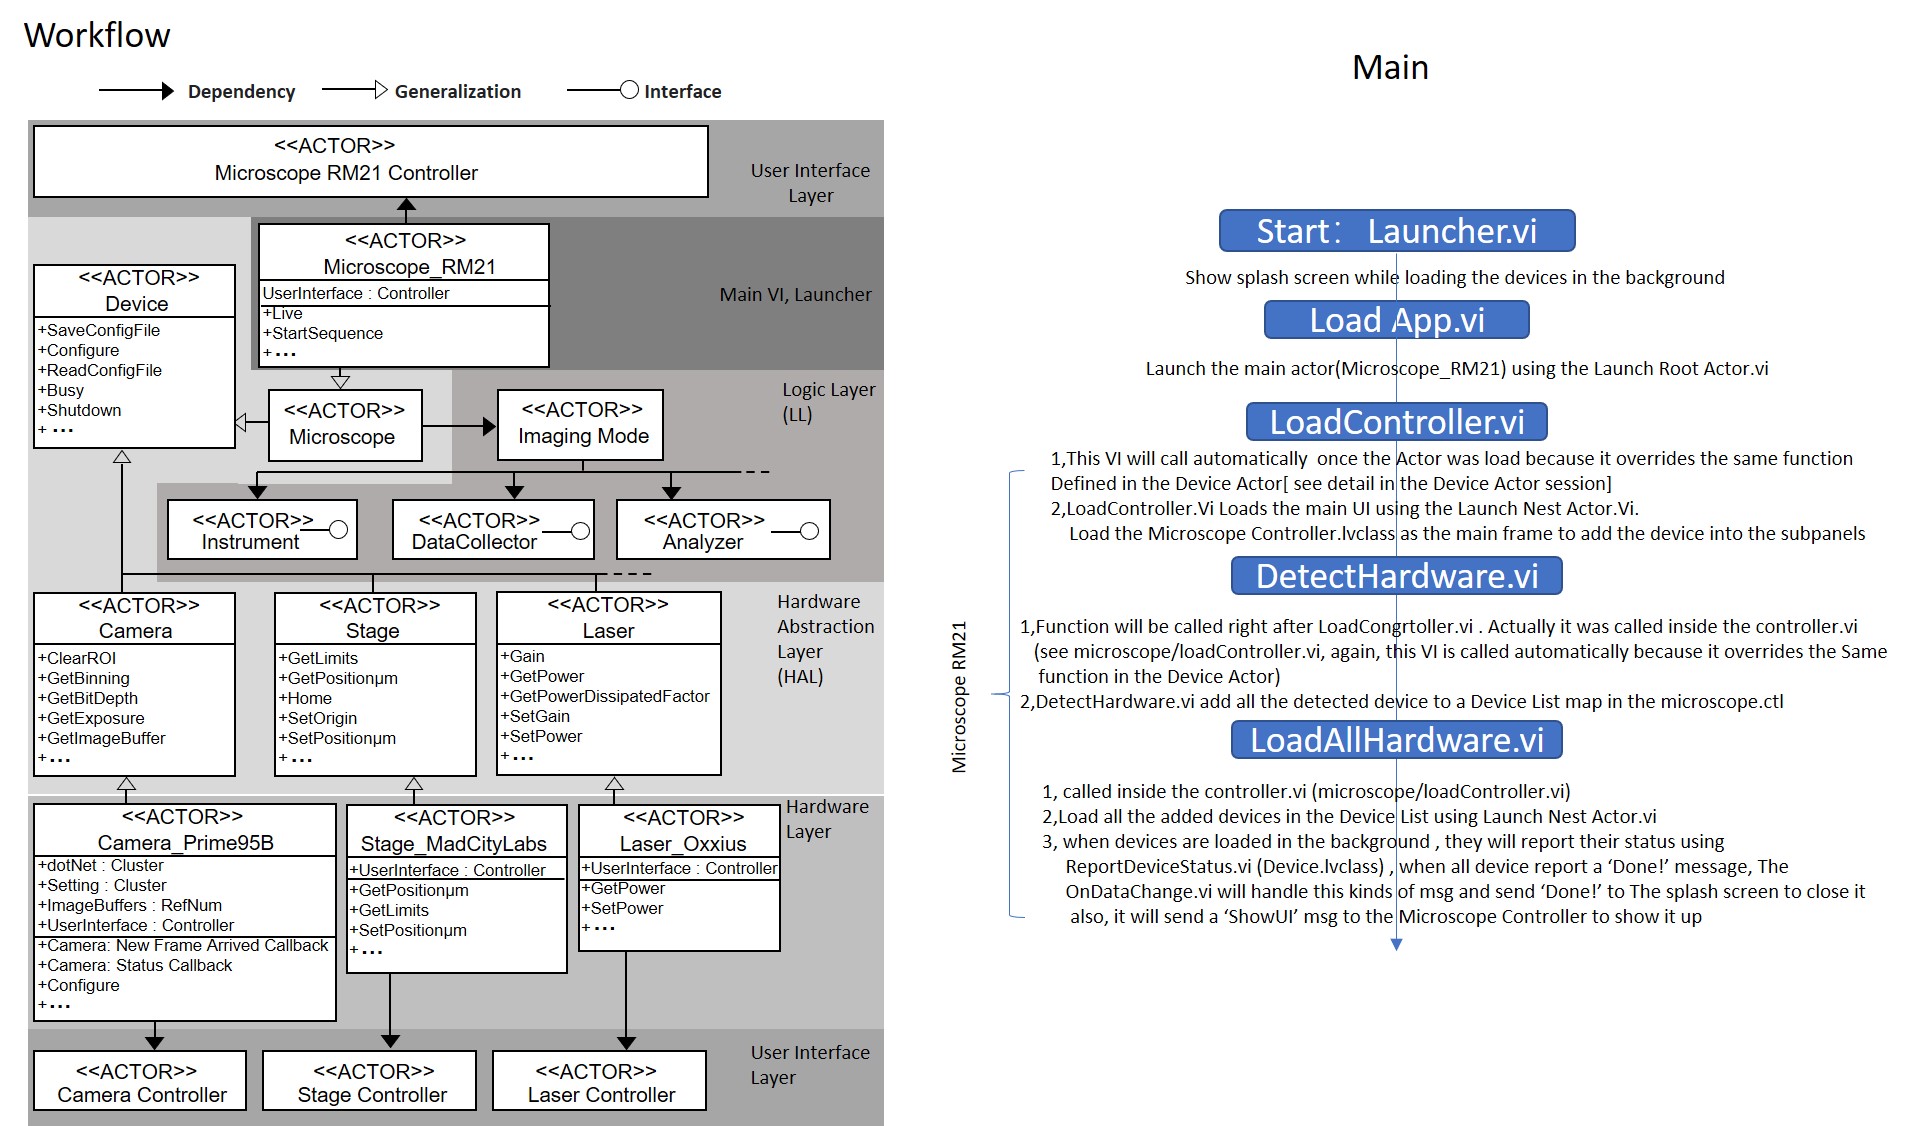 Workflow
Dependency
Generalization
Interface
<<ACTOR>>
Microscope RM21 Controller
User Interface
Layer
<<ACTOR>>
Microscope_RM21
UserInterface : Controller
+Live
+StartSequence
+ ...
Main VI, Launcher
<<ACTOR>>
Device
+SaveConfigFile
+Configure
+ReadConfigFile
+Busy
+Shutdown
+ ...
<<ACTOR>>
Microscope
<<ACTOR>>
Imaging Mode
Logic Layer
(LL)
<<ACTOR>>
Instrument
<<ACTOR>>
DataCollector
<<ACTOR>>
Analyzer
<<ACTOR>>
Camera
+ClearROI
+GetBinning
+GetBitDepth
+GetExposure
+GetImageBuffer
+ ...
<<ACTOR>>
Stage
+GetLimits
+GetPositionμm
+Home
+SetOrigin
+SetPositionμm
+ ...
<<ACTOR>>
Laser
+Gain
+GetPower
+GetPowerDissipatedFactor
+SetGain
+SetPower
+ ...
Hardware
Abstraction
Layer
(HAL)
<<ACTOR>>
Camera_Prime95B
+dotNet : Cluster
+Setting : Cluster
+ImageBuffers : RefNum
+UserInterface : Controller
+Camera: New Frame Arrived Callback
+Camera: Status Callback
+Configure
+ ...
<<ACTOR>>
Stage_MadCityLabs
+UserInterface : Controller
+GetPositionμm
+GetLimits
+SetPositionμm
+ ...
<<ACTOR>>
Laser_Oxxius
+UserInterface : Controller
+GetPower
+SetPower
+ ...
Hardware
Layer
<<ACTOR>>
Camera Controller
<<ACTOR>>
Stage Controller
<<ACTOR>>
Laser Controller
User Interface
Layer
Main
Start： Launcher.vi
Show splash screen while loading the devices in the background
Load App.vi
Launch the main actor(Microscope_RM21) using the Launch Root Actor.vi
LoadController.vi
1,This VI will call automatically once the Actor was load because it overrides the same function
Defined in the Device Actor[ see detail in the Device Actor session]
2,LoadController.Vi Loads the main UI using the Launch Nest Actor.Vi.
Load the Microscope Controller.lvclass as the main frame to add the device into the subpanels
DetectHardware.vi
Microscope RM21
1,Function will be called right after LoadCongrtoller.vi . Actually it was called inside the controller.vi
(see microscope/loadController.vi, again, this VI is called automatically because it overrides the Same
function in the Device Actor)
2,DetectHardware.vi add all the detected device to a Device List map in the microscope.ctl
LoadAllHardware.vi
1, called inside the controller.vi (microscope/loadController.vi)
2,Load all the added devices in the Device List using Launch Nest Actor.vi
3, when devices are loaded in the background , they will report their status using
ReportDeviceStatus.vi (Device.lvclass) , when all device report a ‘Done!’ message, The
OnDataChange.vi will handle this kinds of msg and send ‘Done!’ to The splash screen to close it
also, it will send a ‘ShowUI’ msg to the Microscope Controller to show it up